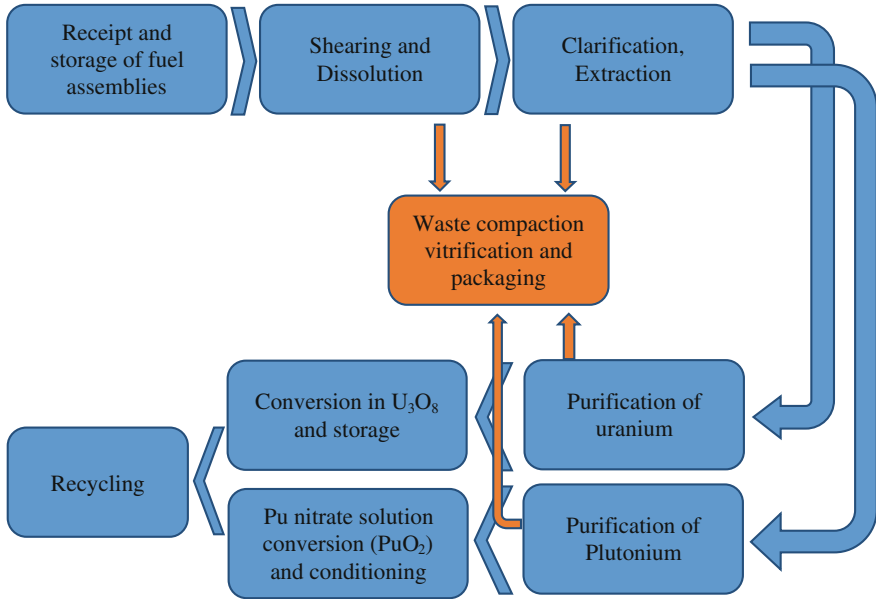 Receipt and
storage of fuel
assemblies
Shearing and
Dissolution
Clarification,
Extraction
Waste compaction
vitrification and
packaging
Conversion in U₃O₈
and storage
Purification of
uranium
Recycling
Pu nitrate solution
conversion (PuO₂)
and conditioning
Purification of
Plutonium